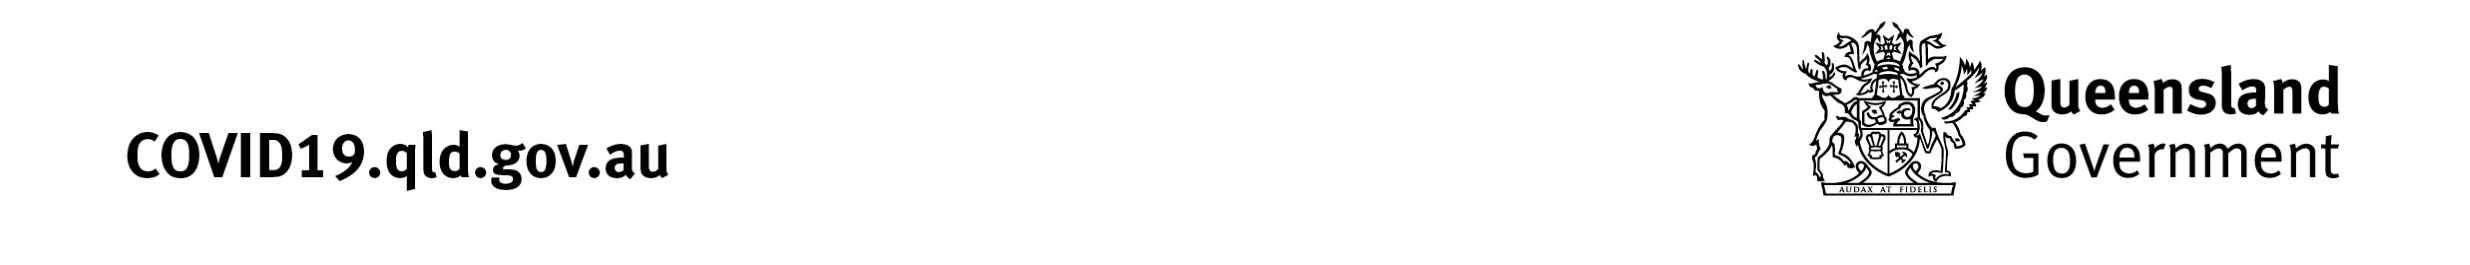 COVID19.qld.gov.au
Queensland
Government
AUDAX AT FIDELIS